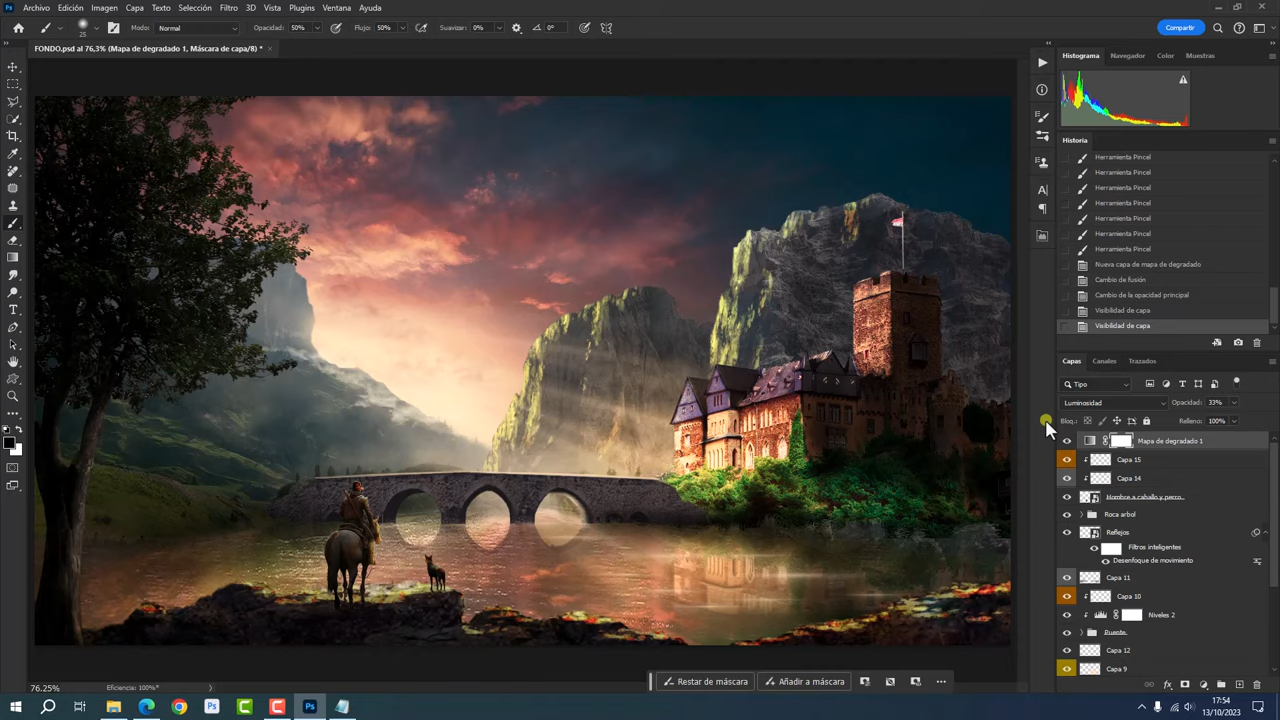 Archivo Edición Imagen Capa Texto Selección Filtro 3D Vista Plugins Ventana Ayuda
25 Modo: Normal Opacidad: 50% Flujo: 50% Suavizar: 0% 0° Compartir
FONDO.psd al 76,3% (Mapa de degradado 1, Máscara de capa/8) *
Histograma Navegador Color Muestras
Historia
Herramienta Pincel
Herramienta Pincel
Herramienta Pincel
Herramienta Pincel
Herramienta Pincel
Herramienta Pincel
Herramienta Pincel
Nueva capa de mapa de degradado
Cambio de fusión
Cambio de la opacidad principal
Visibilidad de capa
Visibilidad de capa
Capas Canales Trazados
Tipo
Luminosidad Opacidad: 33%
Bloq.: Relleno: 100%
Mapa de degradado 1
Capa 15
Capa 14
Hombre a caballo y perro
Roca arbol
Reflejos
Filtros inteligentes
Desenfoque de movimiento
Capa 11
Capa 10
Niveles 2
Puente
Capa 12
Capa 9
Restar de máscara Añadir a máscara
76.25% Eficiencia: 100%*
17:54
13/10/2023